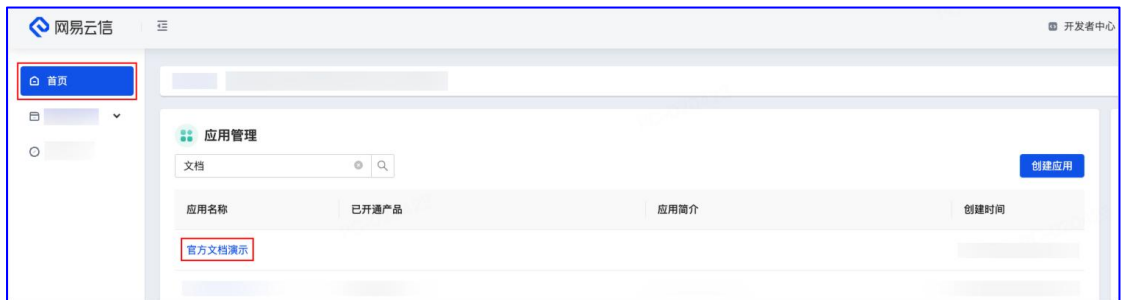 网易云信
开发者中心
首页
应用管理
文档
创建应用
应用名称 已开通产品 应用简介 创建时间
官方文档演示